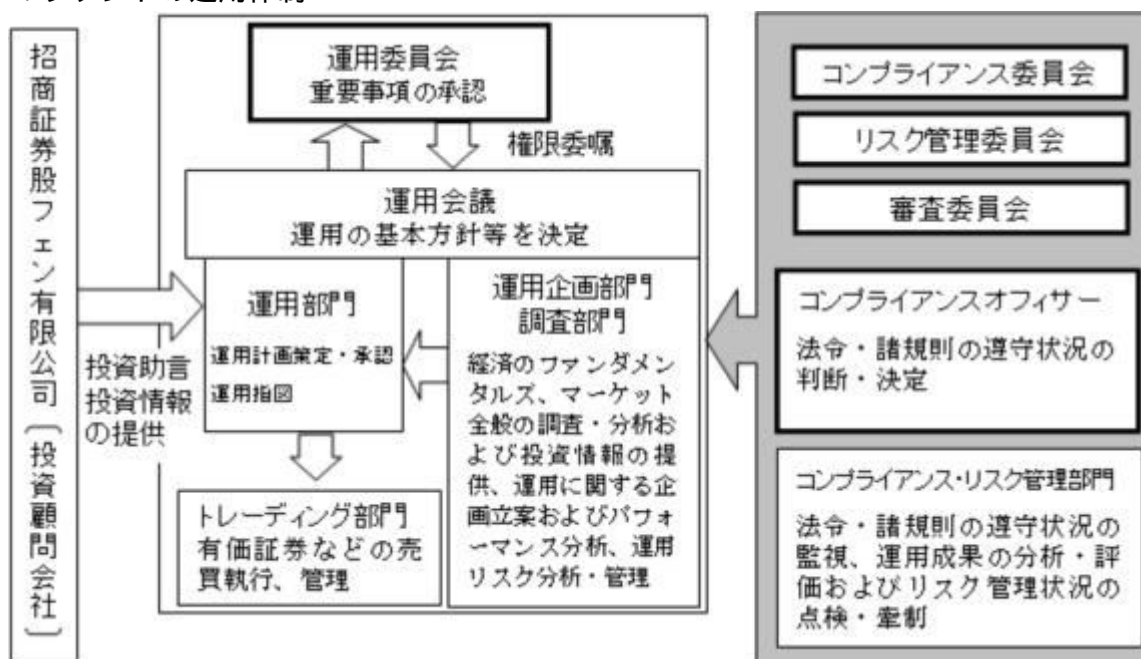 招商証券股フェン有限公司〔投資顧問会社〕
運用委員会
重要事項の承認
権限委嘱
運用会議
運用の基本方針等を決定
運用部門
運用計画策定・承認
運用指図
投資助言
投資情報
の提供
運用企画部門
調査部門
経済のファンダメン
タルズ、マーケット
全般の調査・分析お
よび投資情報の提
供、運用に関する企
画立案およびパフォ
ーマンス分析、運用
リスク分析・管理
トレーディング部門
有価証券などの売
買執行、管理
コンプライアンス委員会
リスク管理委員会
審査委員会
コンプライアンスオフィサー
法令・諸規則の遵守状況の
判断・決定
コンプライアンス・リスク管理部門
法令・諸規則の遵守状況の
監視、運用成果の分析・評
価およびリスク管理状況の
点検・牽制